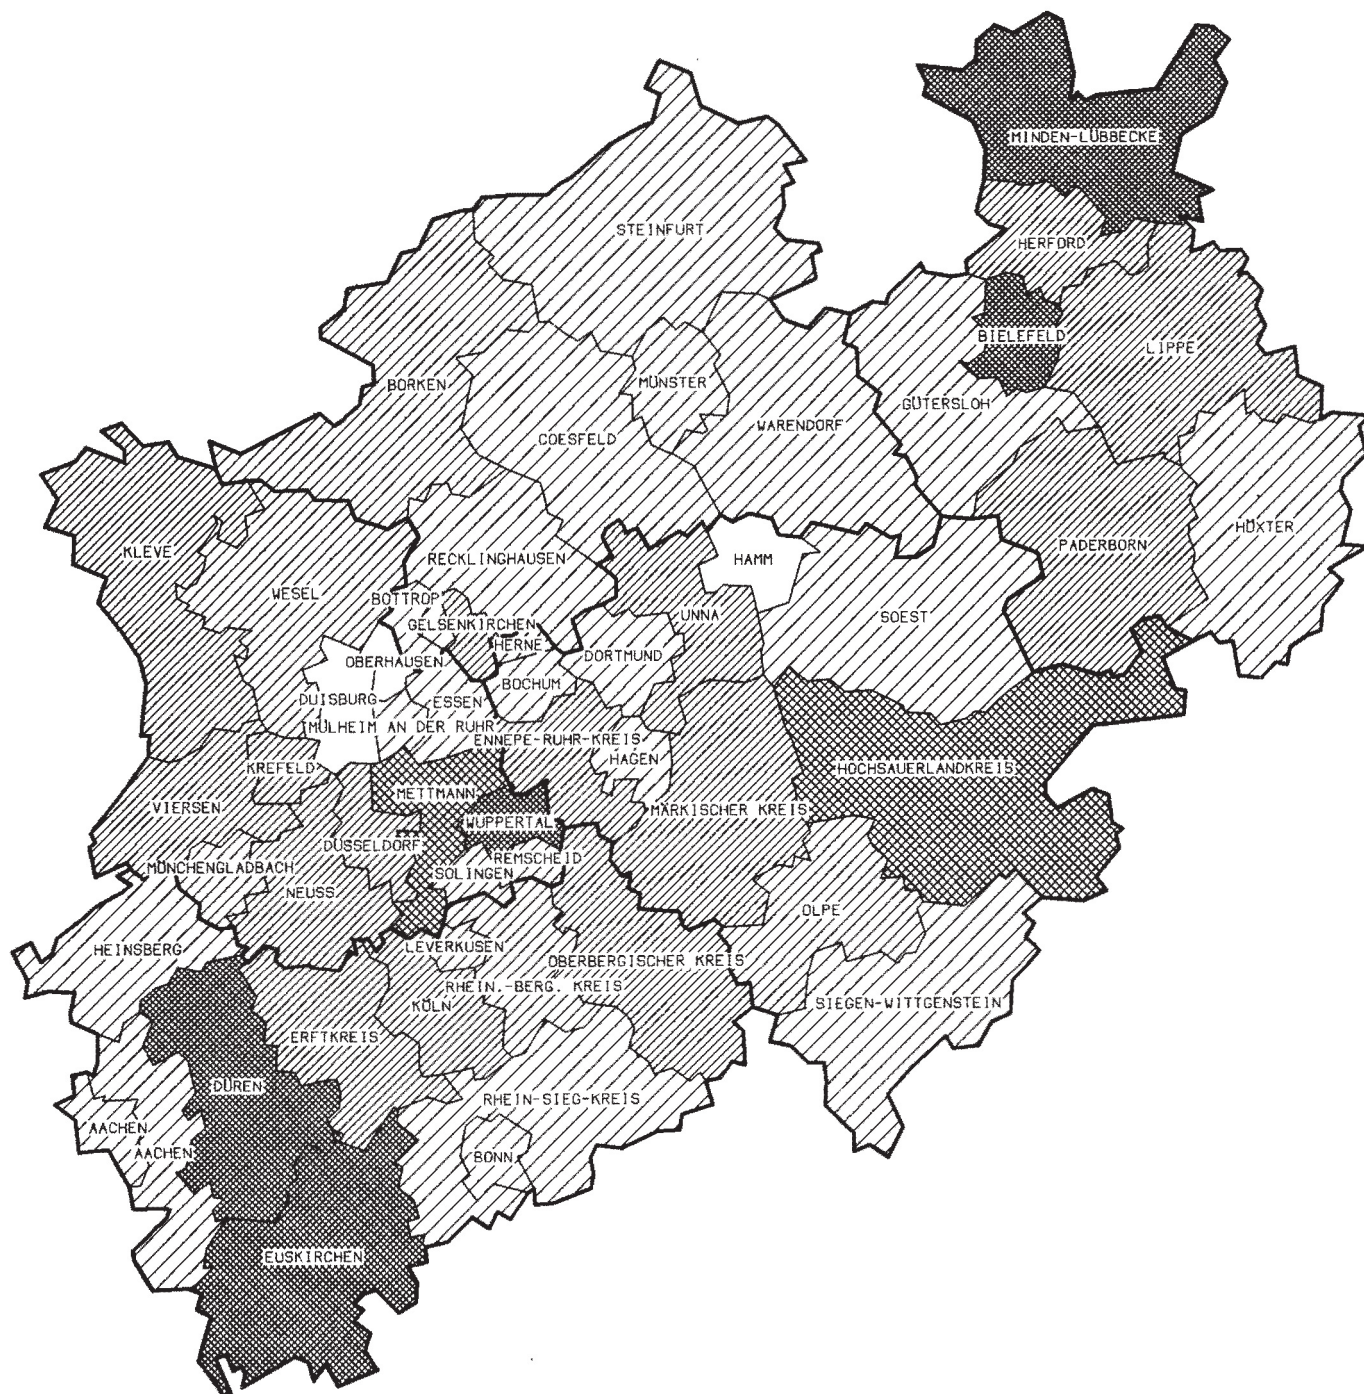 MINDEN-LÜBBECKE
STEINFURT
HERFORD
BIELEFELD
LIPPE
BORKEN
MÜNSTER
GÜTERSLOH
WARENDORF
COESFELD
HÖXTER
KLEVE
RECKLINGHAUSEN
HAMM
PADERBORN
WESEL
BOTTROP
UNNA
SOEST
GELSENKIRCHEN
HERNE
DORTMUND
OBERHAUSEN
BOCHUM
DUISBURG
ESSEN
MÜLHEIM AN DER RUHR
ENNEPE-RUHR-KREIS
HAGEN
KREFELD
HOCHSAUERLANDKREIS
METTMANN
VIERSEN
MÄRKISCHER KREIS
WUPPERTAL
DÜSSELDORF
REMSCHEID
MÖNCHENGLADBACH
SOLINGEN
NEUSS
OLPE
HEINSBERG
LEVERKUSEN
OBERBERGISCHER KREIS
RHEIN.-BERG. KREIS
KÖLN
SIEGEN-WITTGENSTEIN
ERFTKREIS
DÜREN
RHEIN-SIEG-KREIS
AACHEN
AACHEN
BONN
EUSKIRCHEN